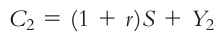 C₂ = (1 + r)S + Y₂